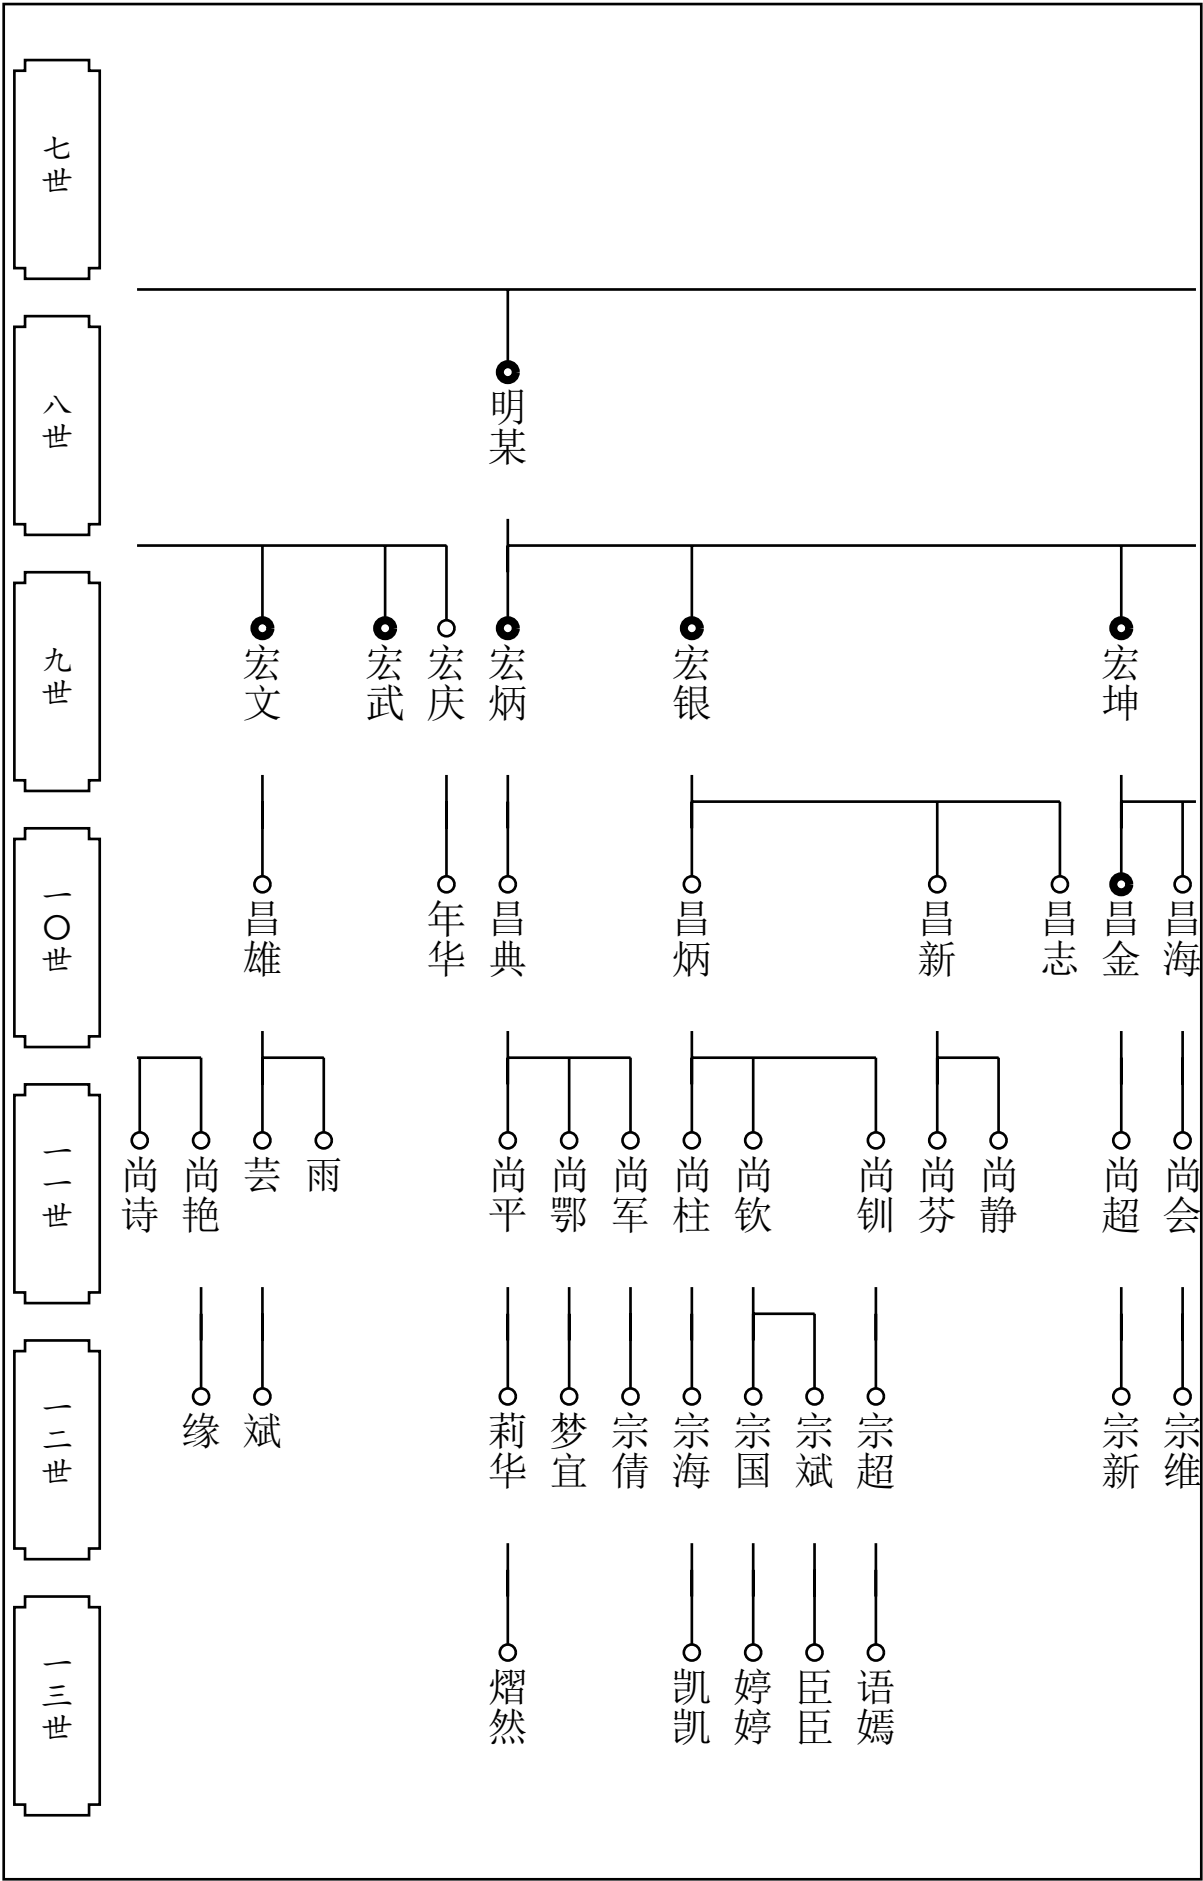 七世
八世
明某
九世
宏文
宏武
宏庆
宏炳
宏银
宏坤
一〇世
昌雄
年华
昌典
昌炳
昌新
昌志
昌金
昌海
一一世
尚诗
尚艳
芸
雨
尚平
尚鄂
尚军
尚柱
尚钦
尚钏
尚芬
尚静
尚超
尚会
一二世
缘
斌
莉华
梦宜
宗倩
宗海
宗国
宗斌
宗超
宗新
宗维
一三世
熠然
凯凯
婷婷
臣臣
语嫣